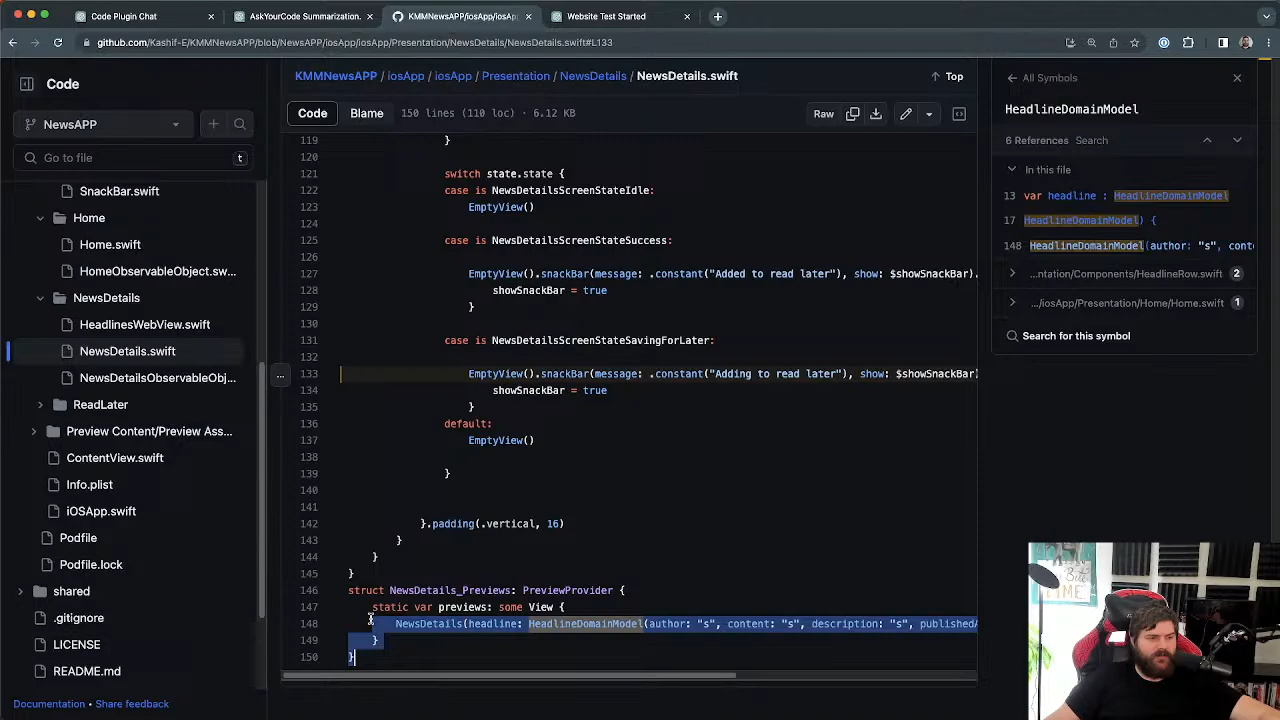 Code Plugin Chat
AskYourCode Summarization.
KMMNewsAPP/iosApp/iosApp/
Website Test Started
github.com/Kashif-E/KMMNewsAPP/blob/NewsAPP/iosApp/iosApp/Presentation/NewsDetails/NewsDetails.swift#L133
Code
NewsAPP
Go to file
t
SnackBar.swift
Home
Home.swift
HomeObservableObject.sw...
NewsDetails
HeadlinesWebView.swift
NewsDetails.swift
NewsDetailsObservableObj...
ReadLater
Preview Content/Preview Ass...
ContentView.swift
Info.plist
iOSApp.swift
Podfile
Podfile.lock
shared
.gitignore
LICENSE
README.md
Documentation • Share feedback
KMMNewsAPP / iosApp / iosApp / Presentation / NewsDetails / NewsDetails.swift
Top
Code
Blame
150 lines (110 loc) · 6.12 KB
Raw
119 }
120
121 switch state.state {
122 case is NewsDetailsScreenStateIdle:
123 EmptyView()
124
125 case is NewsDetailsScreenStateSuccess:
126
127 EmptyView().snackBar(message: .constant("Added to read later"), show: $showSnackBar).
128 showSnackBar = true
129 }
130
131 case is NewsDetailsScreenStateSavingForLater:
132
133 EmptyView().snackBar(message: .constant("Adding to read later"), show: $showSnackBar)
134 showSnackBar = true
135 }
136 default:
137 EmptyView()
138
139 }
140
141
142 }.padding(.vertical, 16)
143 }
144 }
145 }
146 struct NewsDetails_Previews: PreviewProvider {
147 static var previews: some View {
148 NewsDetails(headline: HeadlineDomainModel(author: "s", content: "s", description: "s", publishedA
149 }
150 }
All Symbols
HeadlineDomainModel
6 References Search
In this file
13 var headline : HeadlineDomainModel
17 HeadlineDomainModel) {
148 HeadlineDomainModel(author: "s", conte
...ntation/Components/HeadlineRow.swift 2
.../iosApp/Presentation/Home/Home.swift 1
Search for this symbol